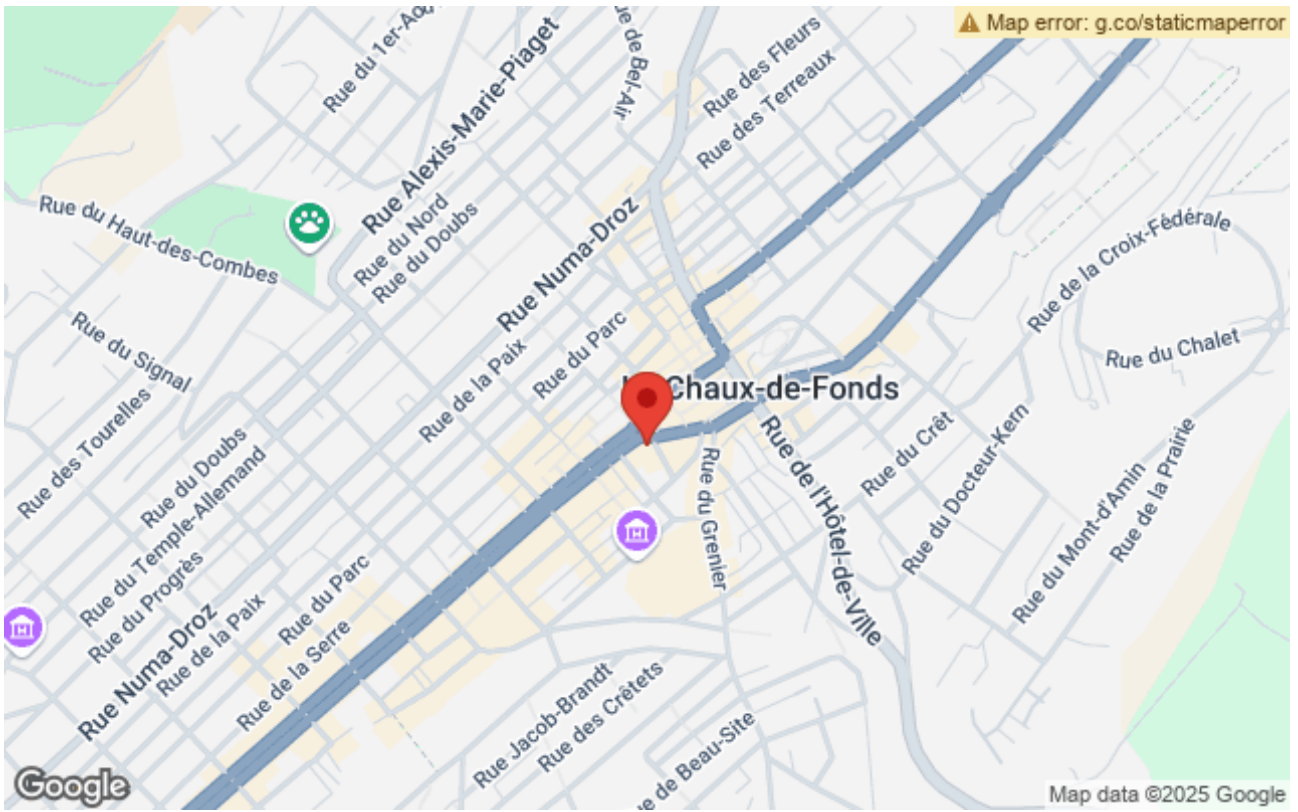 Map error: g.co/staticmaperror
Rue du 1er-Ao
Rue Alexis-Marie-Piaget
Rue de Bel-Air
Rue des Fleurs
Rue des Terreaux
Rue du Haut-des-Combes
Rue du Nord
Rue du Doubs
Rue Numa-Droz
Rue de la Croix-Fédérale
Rue du Signal
Rue de la Paix
Rue du Parc
Rue du Chalet
Chaux-de-Fonds
Rue des Tourelles
Rue du Doubs
Rue du Temple-Allemand
Rue du Progrès
Rue Numa-Droz
Rue de la Paix
Rue du Parc
Rue de la Serre
Rue du Grenier
Rue de l'Hôtel-de-Ville
Rue du Crêt
Rue du Docteur-Kern
Rue du Mont-d'Amin
Rue de la Prairie
Rue Jacob-Brandt
Rue des Crêtets
e de Beau-Site
Google
Map data ©2025 Google